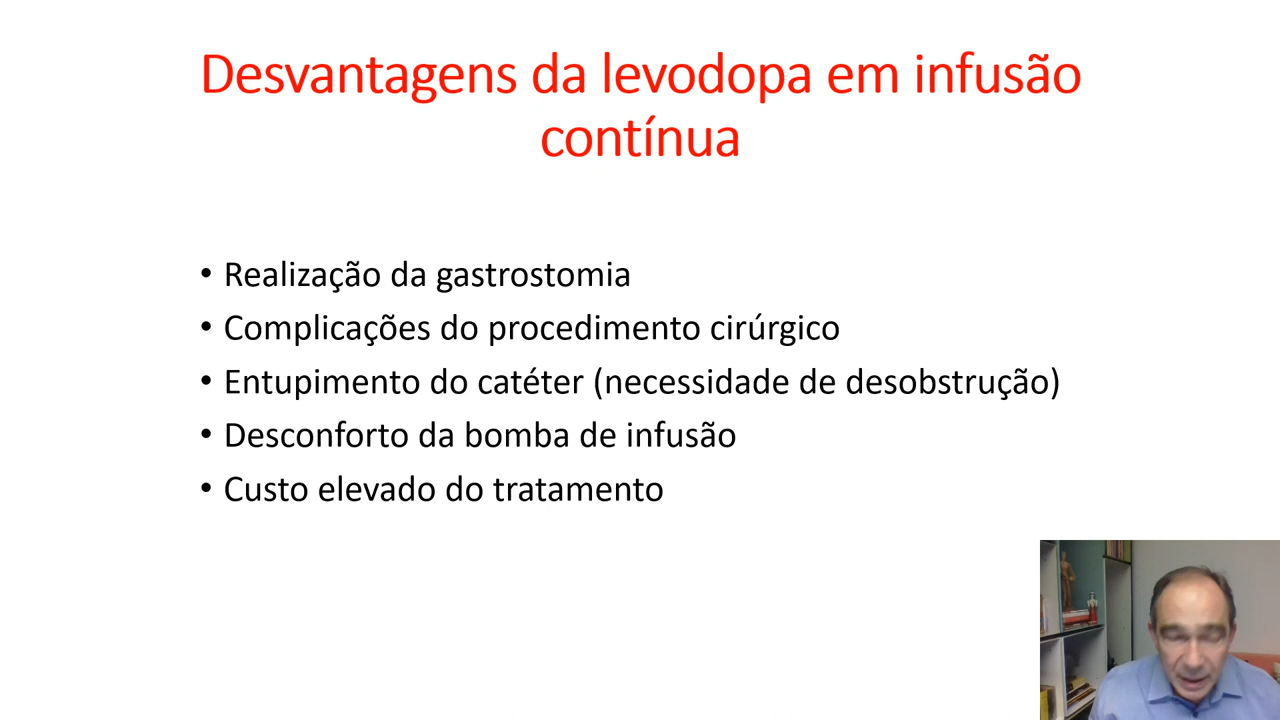 Desvantagens da levodopa em infusão
contínua
• Realização da gastrostomia
• Complicações do procedimento cirúrgico
• Entupimento do catéter (necessidade de desobstrução)
• Desconforto da bomba de infusão
• Custo elevado do tratamento